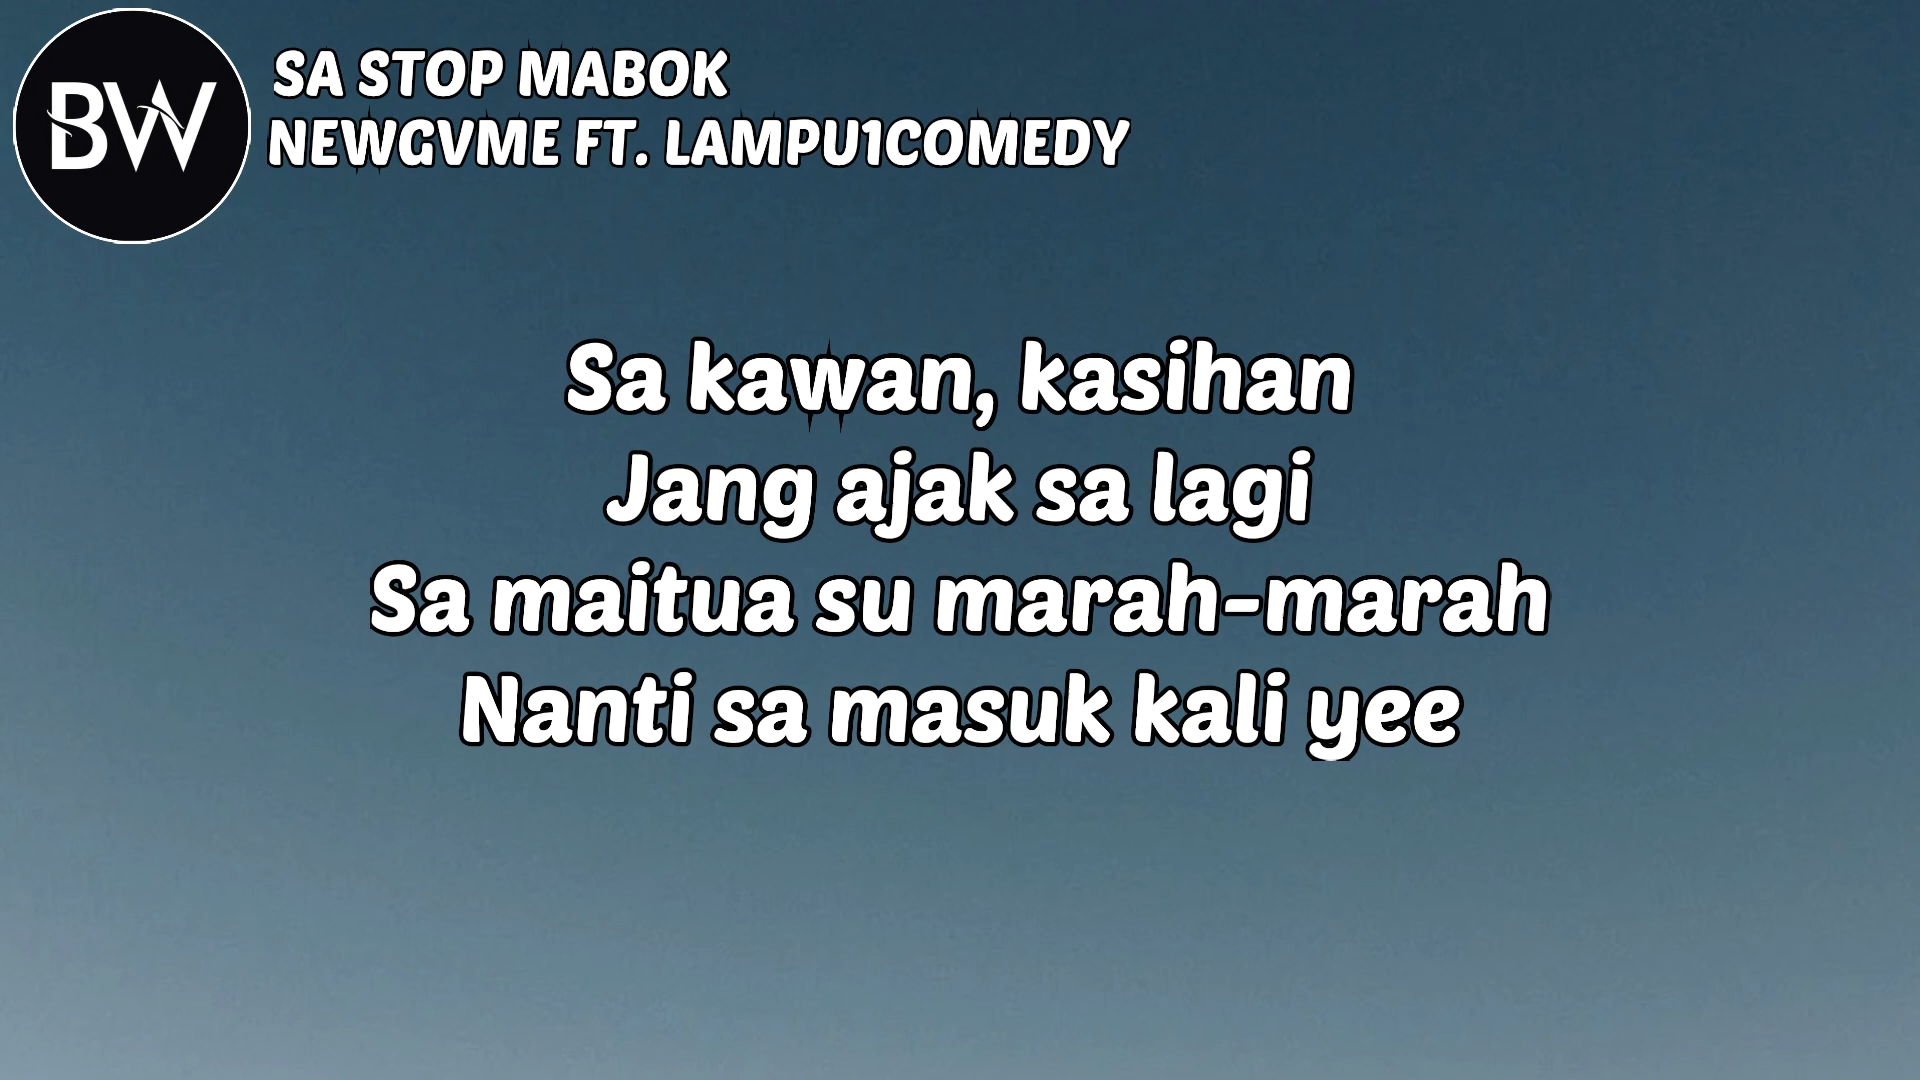 BW
SA STOP MABOK
NEWGVME FT. LAMPU1COMEDY
Sa kawan, kasihan
Jang ajak sa lagi
Sa maitua su marah-marah
Nanti sa masuk kali yee